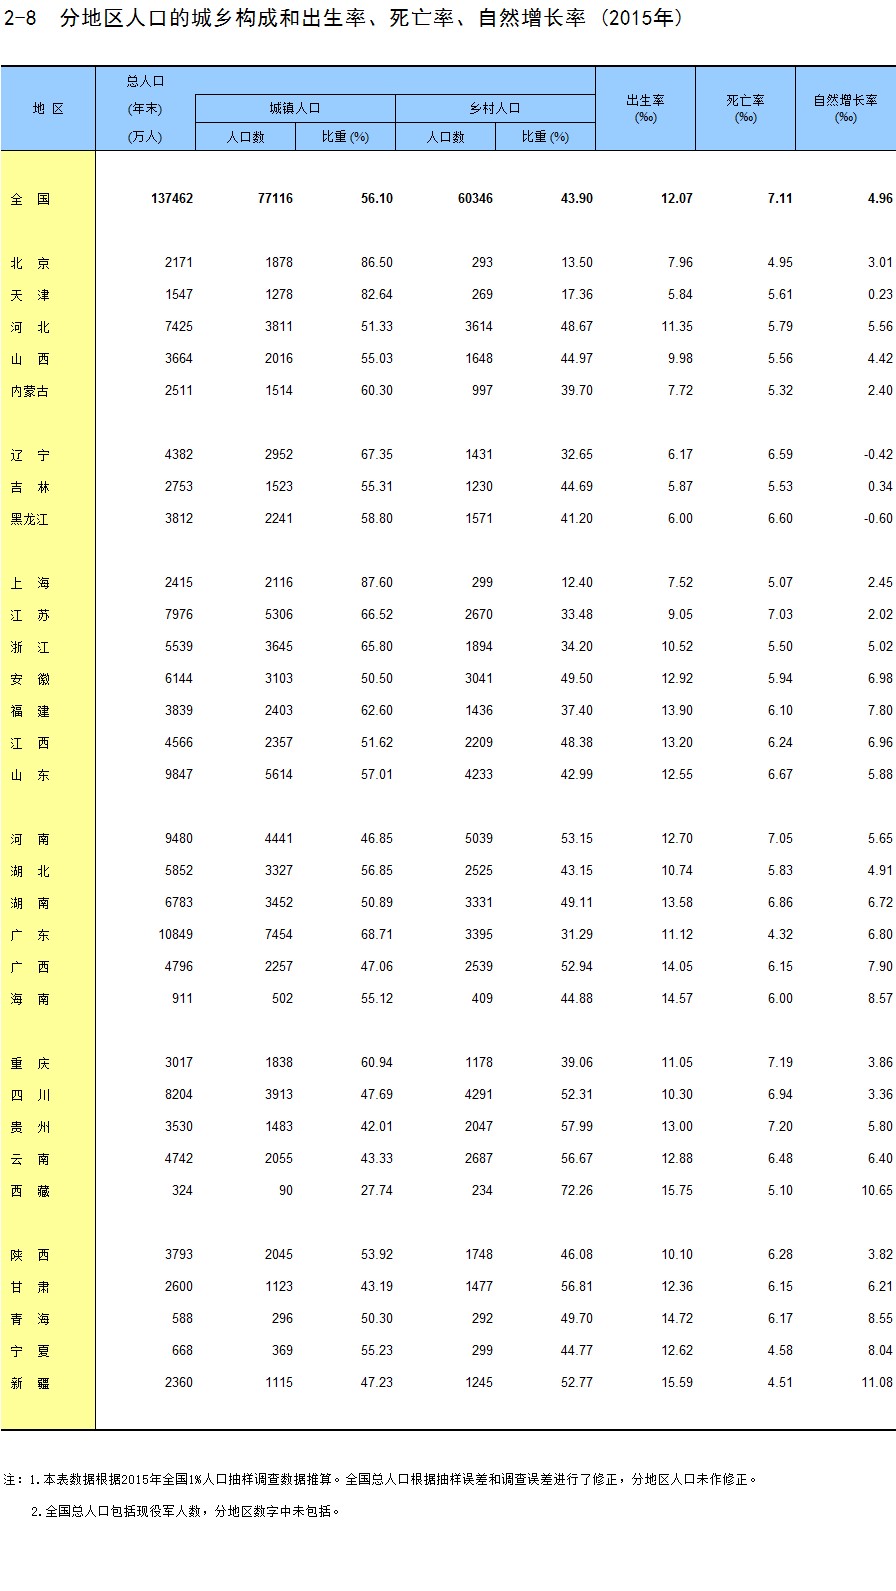 2-8 分地区人口的城乡构成和出生率、死亡率、自然增长率 (2015年)
地 区 总人口 (年末) (万人) 城镇人口 乡村人口 出生率 (‰) 死亡率 (‰) 自然增长率 (‰)
人口数 比重(%) 人口数 比重(%)
全 国 137462 77116 56.10 60346 43.90 12.07 7.11 4.96
北 京 2171 1878 86.50 293 13.50 7.96 4.95 3.01
天 津 1547 1278 82.64 269 17.36 5.84 5.61 0.23
河 北 7425 3811 51.33 3614 48.67 11.35 5.79 5.56
山 西 3664 2016 55.03 1648 44.97 9.98 5.56 4.42
内蒙古 2511 1514 60.30 997 39.70 7.72 5.32 2.40
辽 宁 4382 2952 67.35 1431 32.65 6.17 6.59 -0.42
吉 林 2753 1523 55.31 1230 44.69 5.87 5.53 0.34
黑龙江 3812 2241 58.80 1571 41.20 6.00 6.60 -0.60
上 海 2415 2116 87.60 299 12.40 7.52 5.07 2.45
江 苏 7976 5306 66.52 2670 33.48 9.05 7.03 2.02
浙 江 5539 3645 65.80 1894 34.20 10.52 5.50 5.02
安 徽 6144 3103 50.50 3041 49.50 12.92 5.94 6.98
福 建 3839 2403 62.60 1436 37.40 13.90 6.10 7.80
江 西 4566 2357 51.62 2209 48.38 13.20 6.24 6.96
山 东 9847 5614 57.01 4233 42.99 12.55 6.67 5.88
河 南 9480 4441 46.85 5039 53.15 12.70 7.05 5.65
湖 北 5852 3327 56.85 2525 43.15 10.74 5.83 4.91
湖 南 6783 3452 50.89 3331 49.11 13.58 6.86 6.72
广 东 10849 7454 68.71 3395 31.29 11.12 4.32 6.80
广 西 4796 2257 47.06 2539 52.94 14.05 6.15 7.90
海 南 911 502 55.12 409 44.88 14.57 6.00 8.57
重 庆 3017 1838 60.94 1178 39.06 11.05 7.19 3.86
四 川 8204 3913 47.69 4291 52.31 10.30 6.94 3.36
贵 州 3530 1483 42.01 2047 57.99 13.00 7.20 5.80
云 南 4742 2055 43.33 2687 56.67 12.88 6.48 6.40
西 藏 324 90 27.74 234 72.26 15.75 5.10 10.65
陕 西 3793 2045 53.92 1748 46.08 10.10 6.28 3.82
甘 肃 2600 1123 43.19 1477 56.81 12.36 6.15 6.21
青 海 588 296 50.30 292 49.70 14.72 6.17 8.55
宁 夏 668 369 55.23 299 44.77 12.62 4.58 8.04
新 疆 2360 1115 47.23 1245 52.77 15.59 4.51 11.08
注：1.本表数据根据2015年全国1%人口抽样调查数据推算。全国总人口根据抽样误差和调查误差进行了修正，分地区人口未作修正。
2.全国总人口包括现役军人数，分地区数字中未包括。